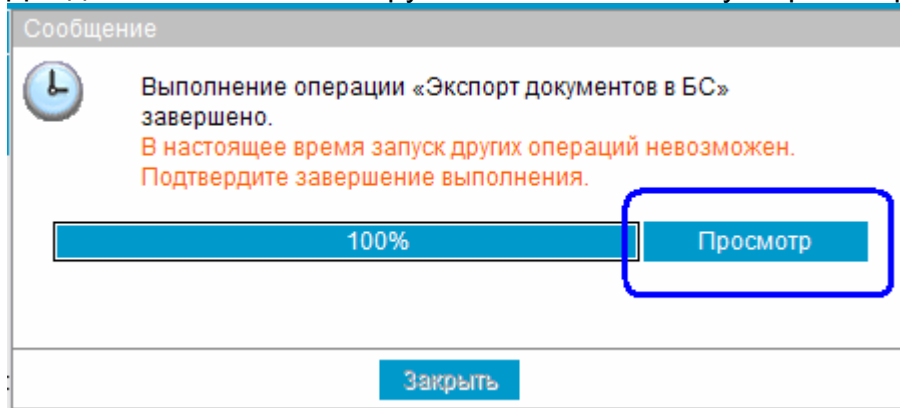 Сообщение
Выполнение операции «Экспорт документов в БС»
завершено.
В настоящее время запуск других операций невозможен.
Подтвердите завершение выполнения.
100% Просмотр
Закрыть